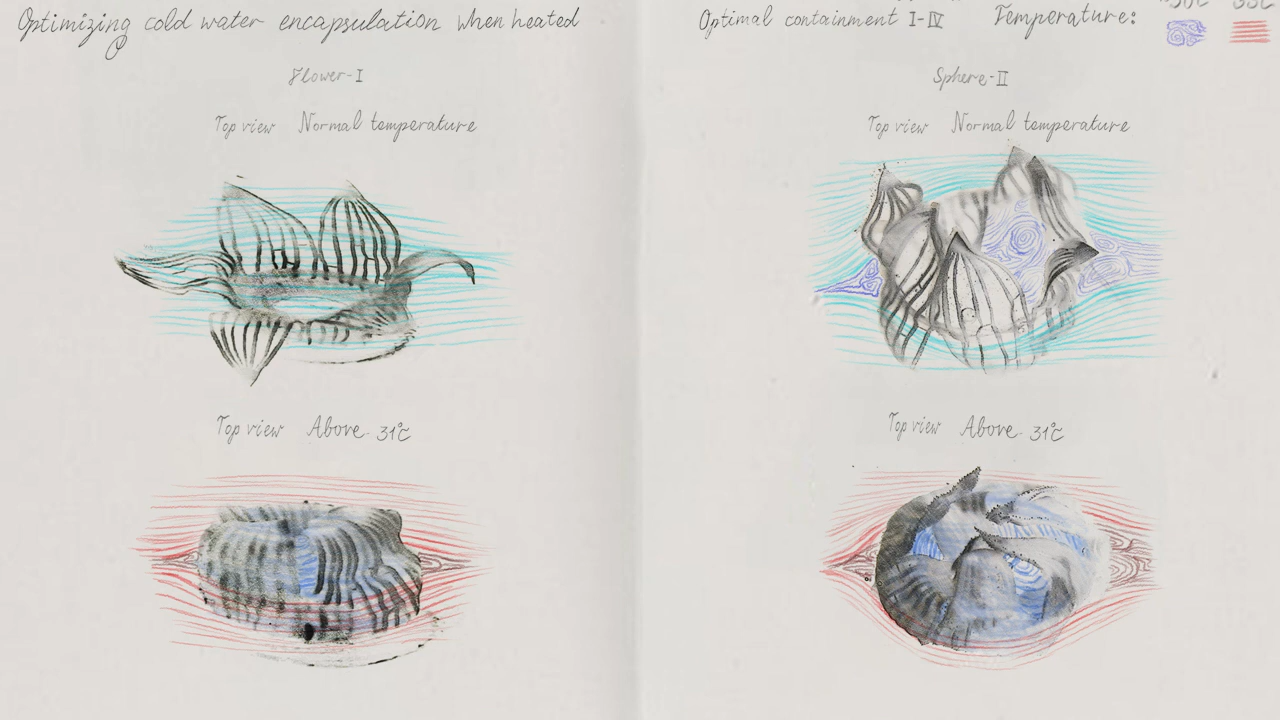 Optimizing cold water encapsulation when heated
Flower-I
Top view Normal temperature
Top view Above 31°C
Optimal containment I-IV Temperature:
Sphere-II
Top view Normal temperature
Top view Above 31°C